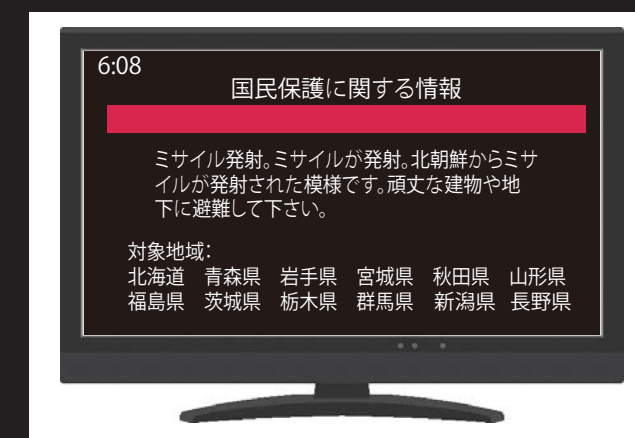 6:08
国民保護に関する情報
ミサイル発射。ミサイルが発射。北朝鮮からミサ
イルが発射された模様です。頑丈な建物や地
下に避難して下さい。
対象地域：
北海道 青森県 岩手県 宮城県 秋田県 山形県
福島県 茨城県 栃木県 群馬県 新潟県 長野県